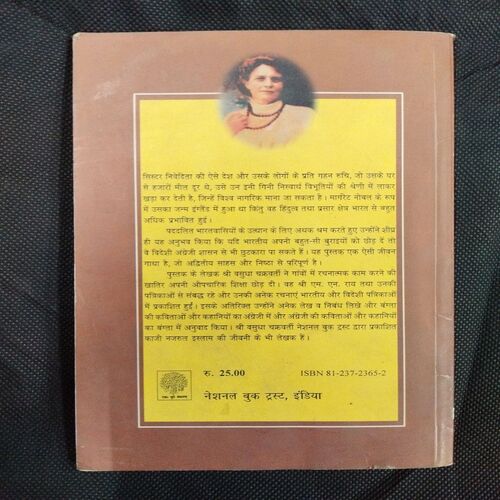 सिस्टर निवेदिता की ऐसे देश और उसके लोगों के प्रति गहन रुचि, जो उसके घर
से हजारों मील दूर थे, उसे उन इनी गिनी निस्वार्थ विभूतियों की श्रेणी में लाकर
खड़ा कर देती है, जिन्हें विश्व नागरिक माना जा सकता है। मार्गरेट नोबल के रूप
में उसका जन्म इंग्लैंड में हुआ था किंतु वह हिंदुत्व तथा प्रसार क्षेत्र भारत से बहुत
अधिक प्रभावित हुई।
पददलित भारतवासियों के उत्थान के लिए अथक श्रम करते हुए उन्होंने शीघ्र
ही यह अनुभव किया कि यदि भारतीय अपनी बहुत-सी बुराइयों को छोड़ दें तो
वे विदेशी अंग्रेजी शासन से भी छुटकारा पा सकते हैं। यह पुस्तक एक ऐसी जीवन
गाथा है, जो अद्वितीय साहस और निष्ठा से परिपूर्ण है।
पुस्तक के लेखक श्री वसुधा चक्रवर्ती ने गांवों में रचनात्मक काम करने की
खातिर अपनी औपचारिक शिक्षा छोड़ दी। वह श्री एम. एन. राय तथा उनकी
पत्रिकाओं से संबद्ध रहे और उनकी अनेक रचनाएं भारतीय और विदेशी पत्रिकाओं
में प्रकाशित हुईं। इसके अतिरिक्त उन्होंने अनेक लेख व निबंध लिखे और बंग्ला
की कविताओं और कहानियों का अंग्रेजी में और अंग्रेजी की कविताओं और कहानियों
का बंग्ला में अनुवाद किया। श्री वसुधा चक्रवर्ती नेशनल बुक ट्रस्ट द्वारा प्रकाशित
काजी नजरुल इस्लाम की जीवनी के भी लेखक हैं।
रु. 25.00 ISBN 81-237-2365-2
नेशनल बुक ट्रस्ट, इंडिया